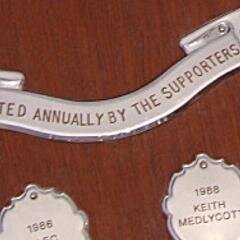 TED ANNUALLY BY THE SUPPORTERS
1986
1988
KEITH
MEDLYCOTT